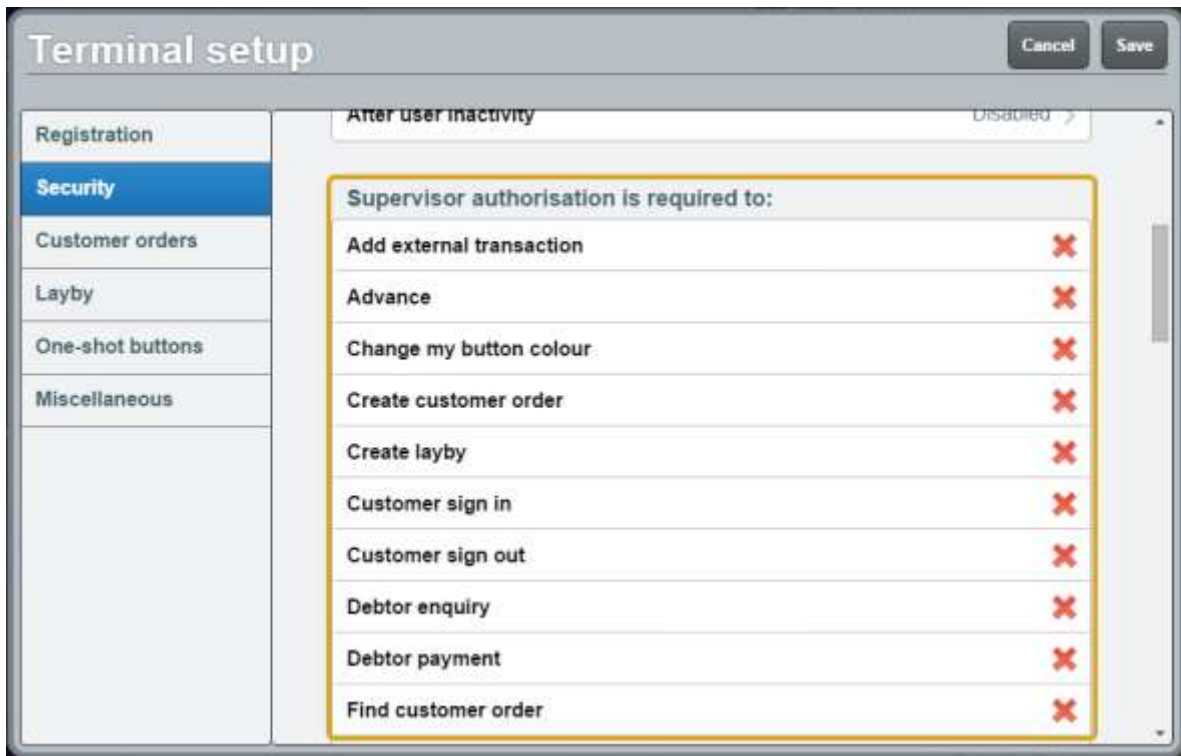 Terminal setup
Cancel
Save
Registration
Security
Customer orders
Layby
One-shot buttons
Miscellaneous
After user inactivity
Disabled
Supervisor authorisation is required to:
Add external transaction
Advance
Change my button colour
Create customer order
Create layby
Customer sign in
Customer sign out
Debtor enquiry
Debtor payment
Find customer order